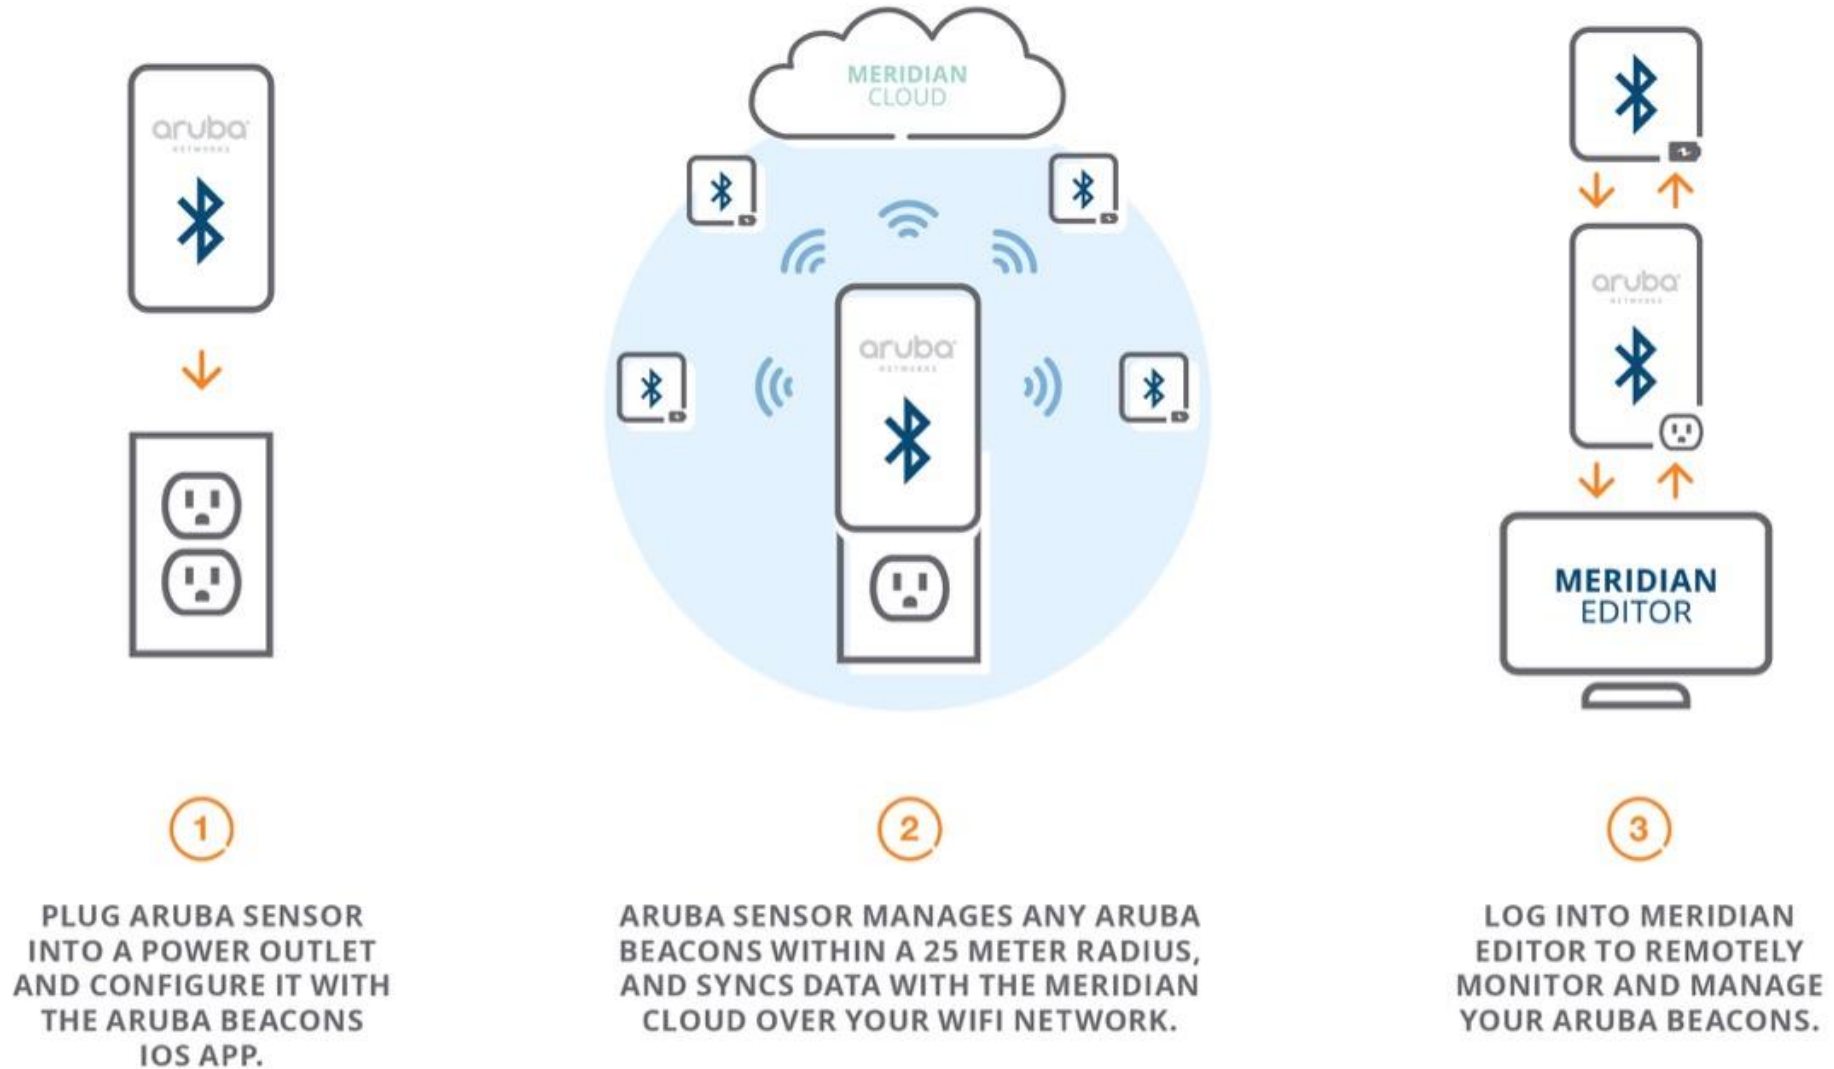 MERIDIAN
CLOUD
aruba
NETWORKS
aruba
NETWORKS
aruba
NETWORKS
MERIDIAN
EDITOR
1
PLUG ARUBA SENSOR
INTO A POWER OUTLET
AND CONFIGURE IT WITH
THE ARUBA BEACONS
IOS APP.
2
ARUBA SENSOR MANAGES ANY ARUBA
BEACONS WITHIN A 25 METER RADIUS,
AND SYNCS DATA WITH THE MERIDIAN
CLOUD OVER YOUR WIFI NETWORK.
3
LOG INTO MERIDIAN
EDITOR TO REMOTELY
MONITOR AND MANAGE
YOUR ARUBA BEACONS.